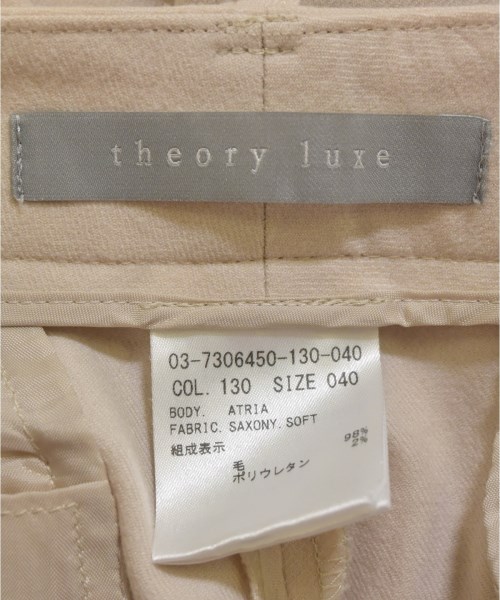 theory luxe
03-7306450-130-040
COL. 130 SIZE 040
BODY. ATRIA
FABRIC. SAXONY. SOFT
組成表示
毛 98%
ポリウレタン 2%